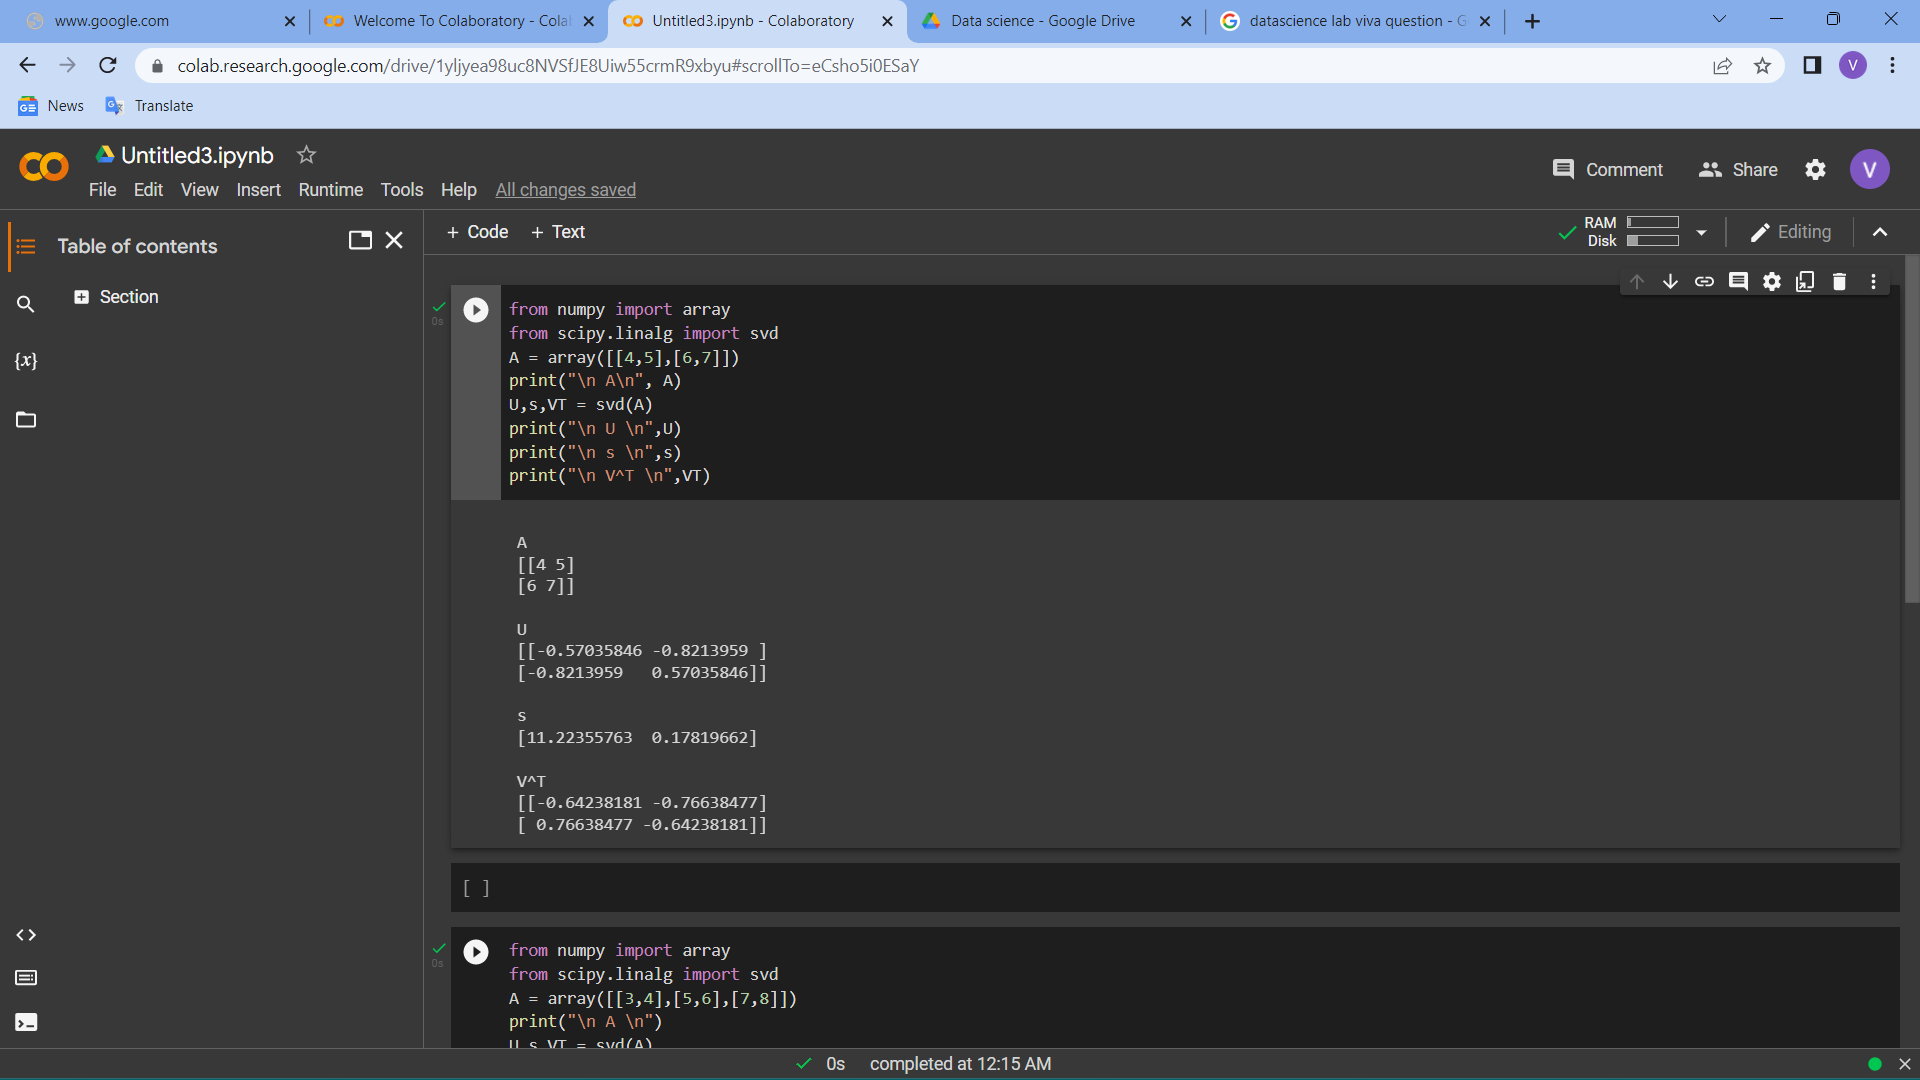 www.google.com
Welcome To Colaboratory - Cola
Untitled3.ipynb - Colaboratory
Data science - Google Drive
datascience lab viva question - G
colab.research.google.com/drive/1yljyea98uc8NVSfJE8Uiw55crmR9xbyu#scrollTo=eCsho5i0ESaY
V
News
Translate
Untitled3.ipynb
File Edit View Insert Runtime Tools Help All changes saved
Comment
Share
V
Table of contents
Section
{x}
+ Code + Text
RAM
Disk
Editing
0s
from numpy import array
from scipy.linalg import svd
A = array([[4,5],[6,7]])
print("\n A\n", A)
U,s,VT = svd(A)
print("\n U \n",U)
print("\n s \n",s)
print("\n V^T \n",VT)
A
[[4 5]
[6 7]]
U
[[-0.57035846 -0.8213959 ]
[-0.8213959   0.57035846]]
s
[11.22355763  0.17819662]
V^T
[[-0.64238181 -0.76638477]
[ 0.76638477 -0.64238181]]
[ ]
0s
from numpy import array
from scipy.linalg import svd
A = array([[3,4],[5,6],[7,8]])
print("\n A \n")
U,s,VT = svd(A)
0s completed at 12:15 AM